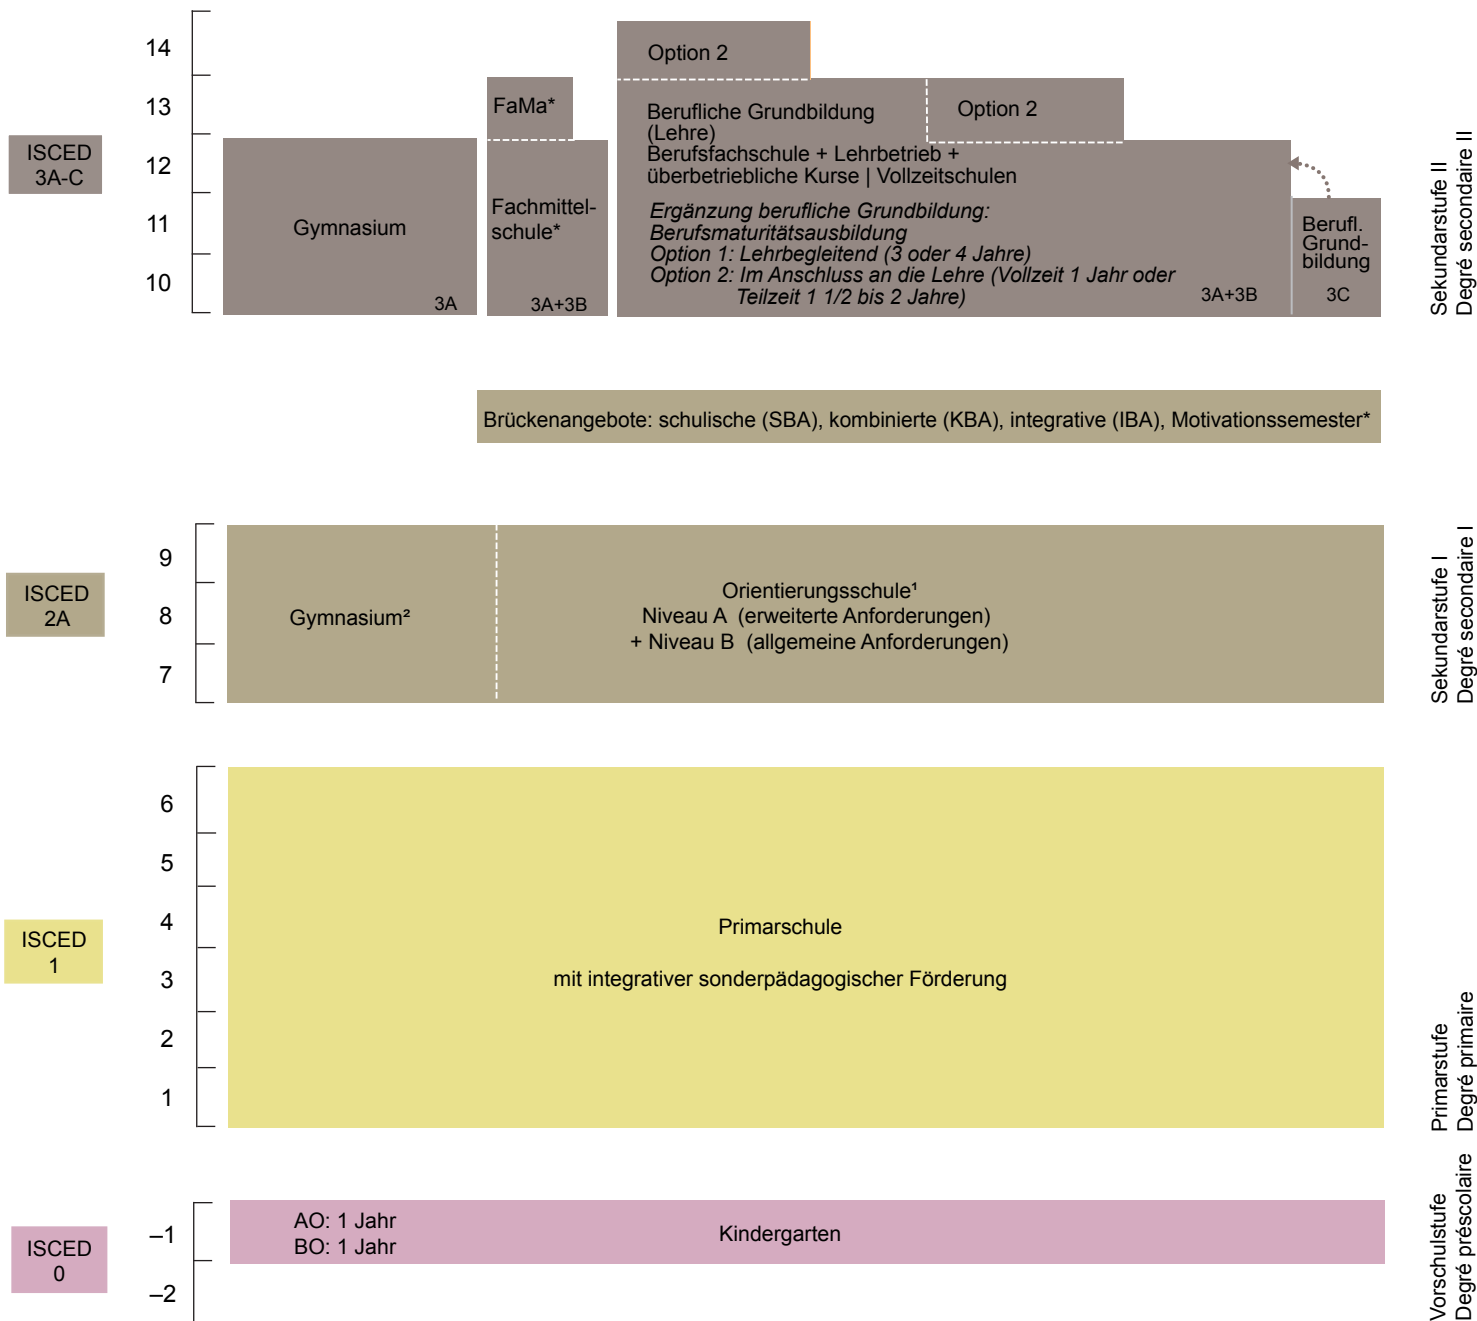 14
13
12
11
10
ISCED
3A-C
Option 2
FaMa*
Berufliche Grundbildung
(Lehre)
Berufsfachschule + Lehrbetrieb +
überbetriebliche Kurse | Vollzeitschulen
Option 2
Ergänzung berufliche Grundbildung:
Berufsmaturitätsausbildung
Option 1: Lehrbegleitend (3 oder 4 Jahre)
Option 2: Im Anschluss an die Lehre (Vollzeit 1 Jahr oder
Teilzeit 1 1/2 bis 2 Jahre)
3A+3B
Gymnasium
3A
Fachmittel-
schule*
3A+3B
Berufl.
Grund-
bildung
3C
Sekundarstufe II
Degré secondaire II
Brückenangebote: schulische (SBA), kombinierte (KBA), integrative (IBA), Motivationssemester*
ISCED
2A
9
8
7
Gymnasium²
Orientierungsschule¹
Niveau A (erweiterte Anforderungen)
+ Niveau B (allgemeine Anforderungen)
Sekundarstufe I
Degré secondaire I
ISCED
1
6
5
4
3
2
1
Primarschule
mit integrativer sonderpädagogischer Förderung
Primarstufe
Degré primaire
ISCED
0
–1
–2
AO: 1 Jahr
BO: 1 Jahr
Kindergarten
Vorschulstufe
Degré préscolaire